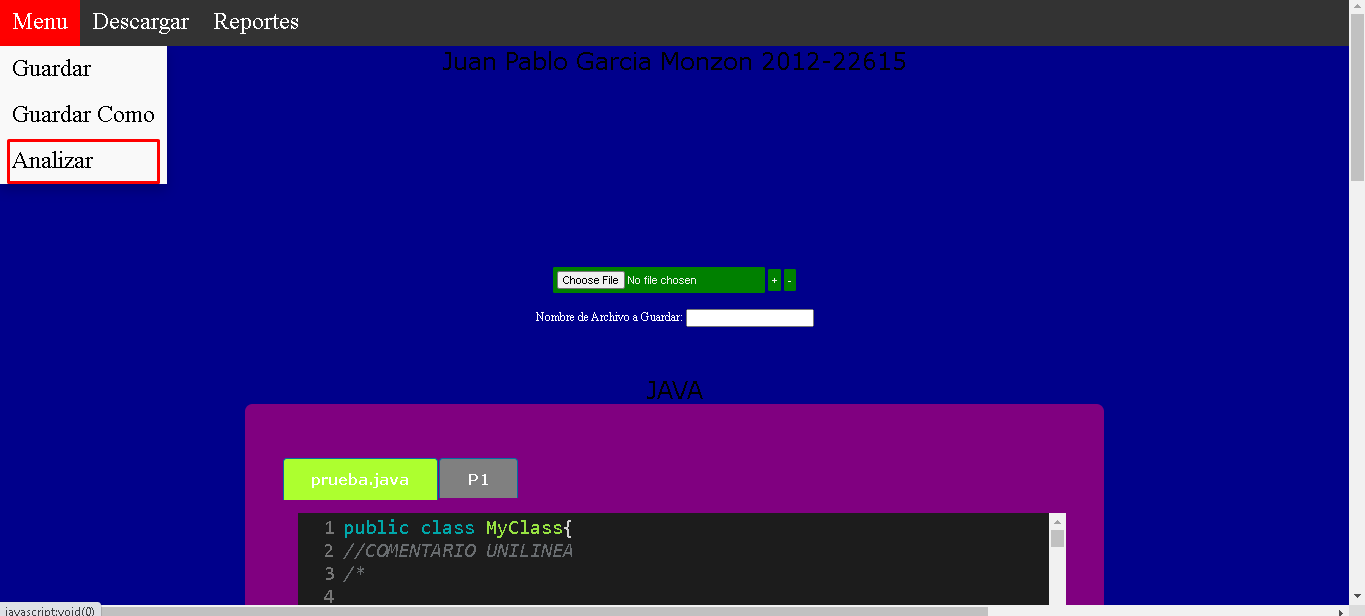 Menu Descargar Reportes
Guardar
Guardar Como
Analizar
Juan Pablo Garcia Monzon 2012-22615
Choose File No file chosen + -
Nombre de Archivo a Guardar:
JAVA
prueba.java P1
1 public class MyClass{
2 //COMENTARIO UNILINEA
3 /*
4
javascript:void(0)